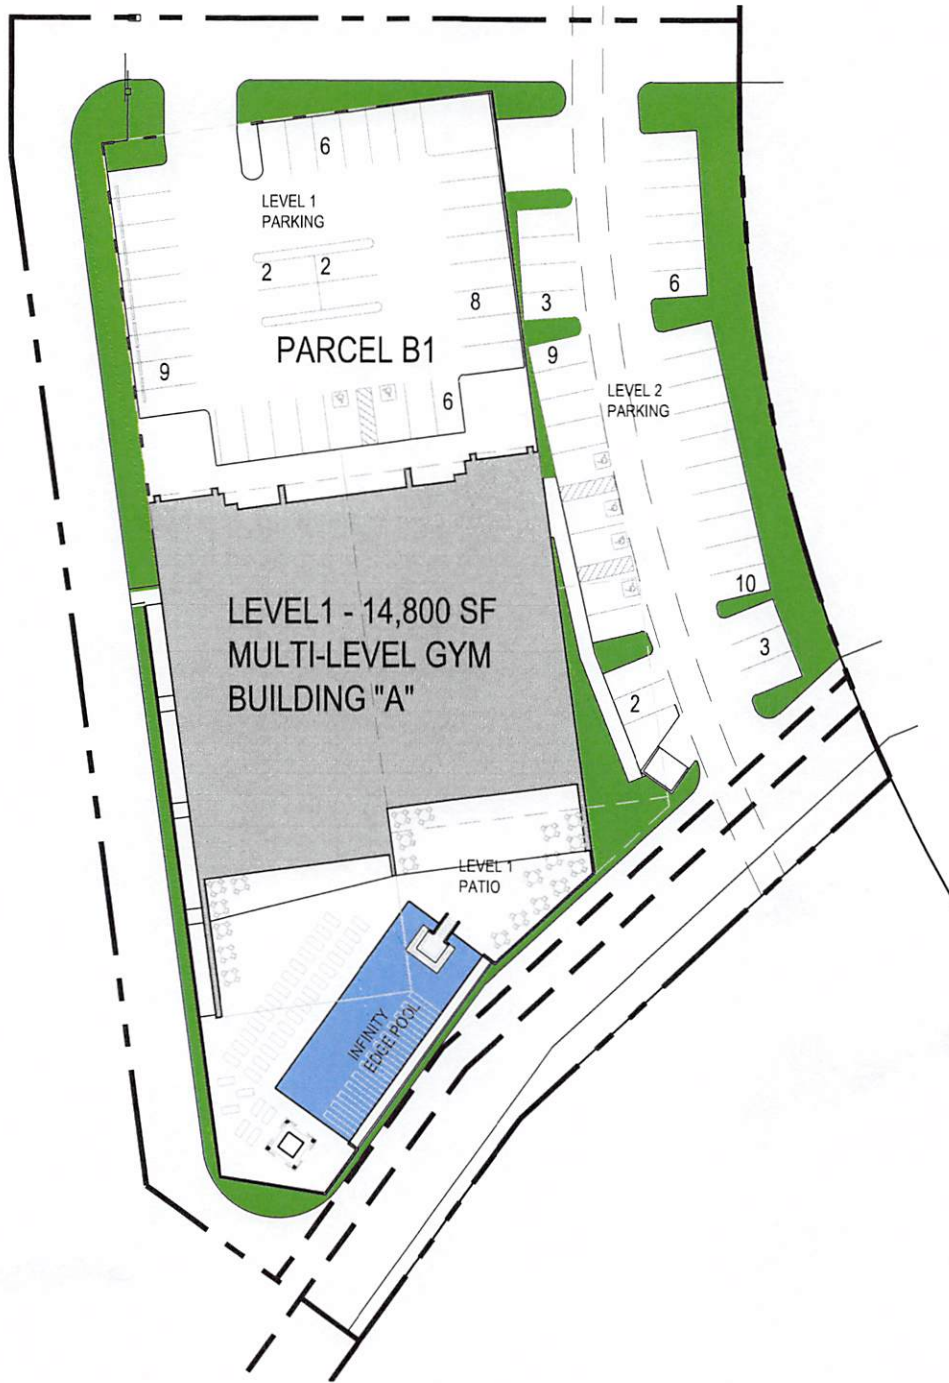 6
LEVEL 1
PARKING
2
2
8
3
6
PARCEL B1
9
9
6
LEVEL 2
PARKING
LEVEL1 - 14,800 SF
MULTI-LEVEL GYM
BUILDING "A"
10
3
2
LEVEL 1
PATIO
INFINITY
EDGE POOL